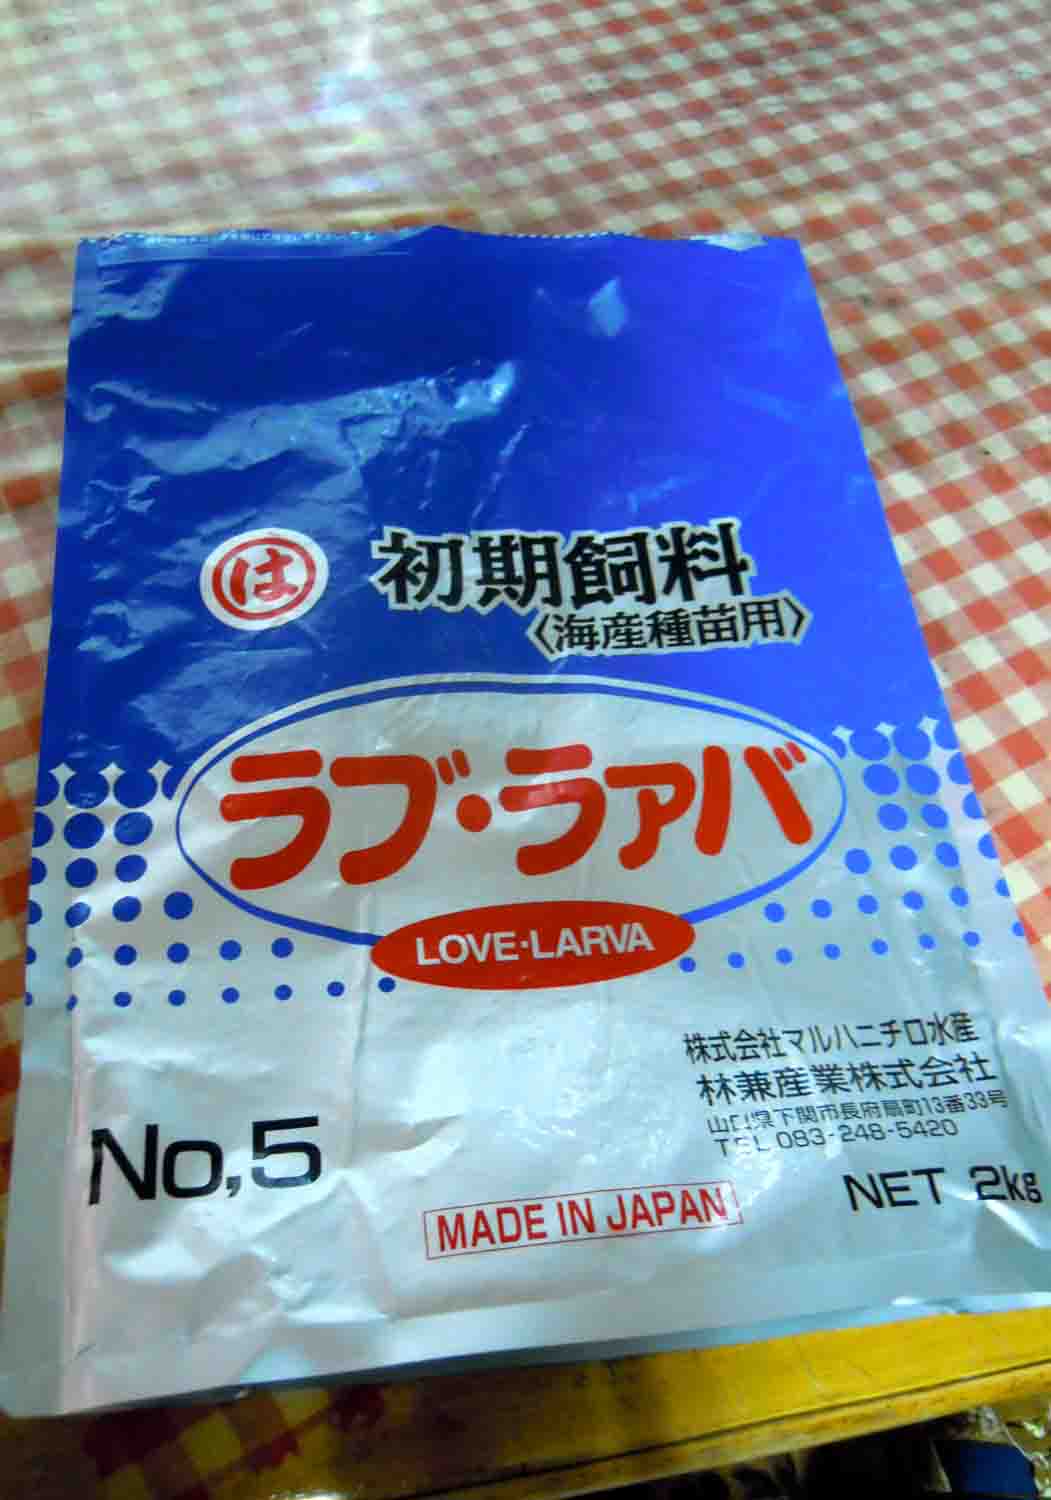 は
初期飼料
〈海産種苗用〉
ラブ・ラァバ
LOVE·LARVA
株式会社マルハニチロ水産
林兼産業株式会社
山口県下関市長府扇町13番33号
TEL 083-248-5420
No,5
NET 2kg
MADE IN JAPAN